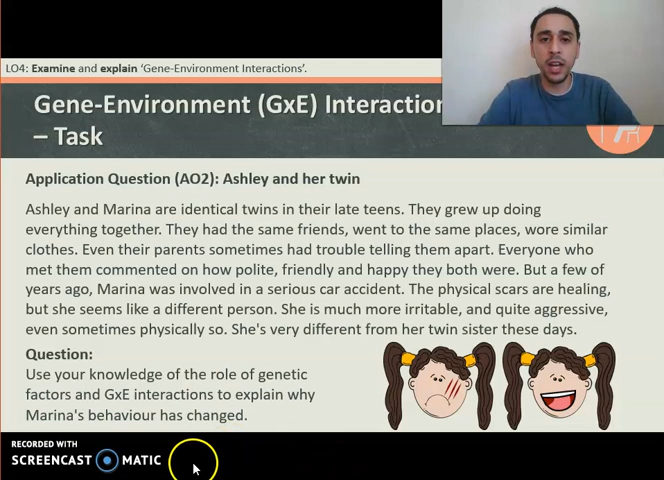 LO4: Examine and explain 'Gene-Environment Interactions'.
Gene-Environment (GxE) Interaction
– Task
Application Question (AO2): Ashley and her twin
Ashley and Marina are identical twins in their late teens. They grew up doing
everything together. They had the same friends, went to the same places, wore similar
clothes. Even their parents sometimes had trouble telling them apart. Everyone who
met them commented on how polite, friendly and happy they both were. But a few of
years ago, Marina was involved in a serious car accident. The physical scars are healing,
but she seems like a different person. She is much more irritable, and quite aggressive,
even sometimes physically so. She's very different from her twin sister these days.
Question:
Use your knowledge of the role of genetic
factors and GxE interactions to explain why
Marina's behaviour has changed.
RECORDED WITH
SCREENCAST MATIC